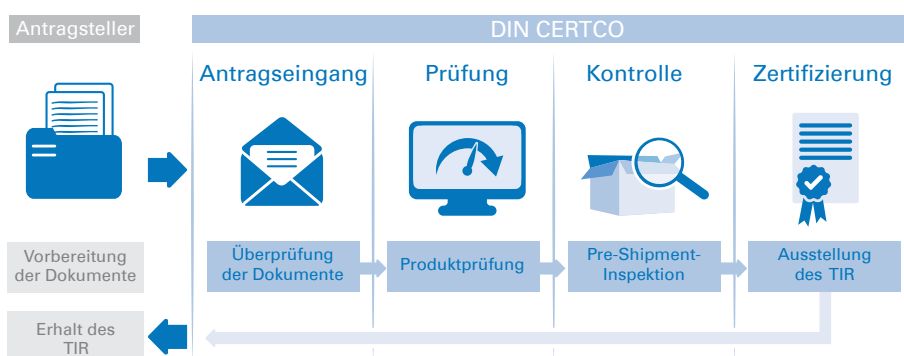 Antragsteller
DIN CERTCO
Antragseingang
Prüfung
Kontrolle
Zertifizierung
Vorbereitung
der Dokumente
Überprüfung
der Dokumente
Produktprüfung
Pre-Shipment-
Inspektion
Ausstellung
des TIR
Erhalt des
TIR